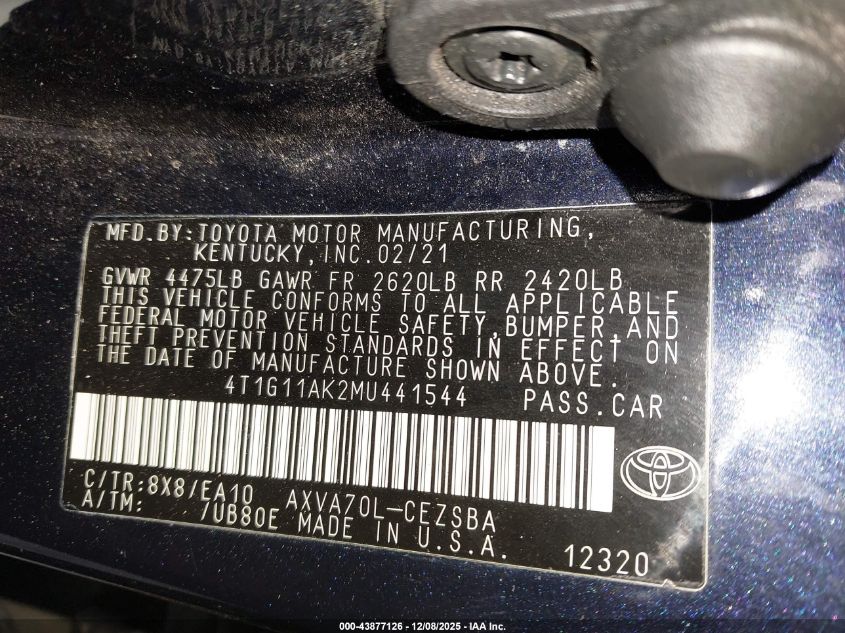 MFD.BY:TOYOTA MOTOR MANUFACTURING,
KENTUCKY,INC.02/21
GVWR 4475LB GAWR FR 2620LB RR 2420LB
THIS VEHICLE CONFORMS TO ALL APPLICABLE
FEDERAL MOTOR VEHICLE SAFETY,BUMPER,AND
THEFT PREVENTION STANDARDS IN EFFECT ON
THE DATE OF MANUFACTURE SHOWN ABOVE.
4T1G11AK2MU441544 PASS.CAR
C/TR:8X8/EA10 AXVA70L-CEZSBA
A/TM: /UB80E MADE IN U.S.A.
12320
000-43877126 - 12/08/2025 - IAA Inc.